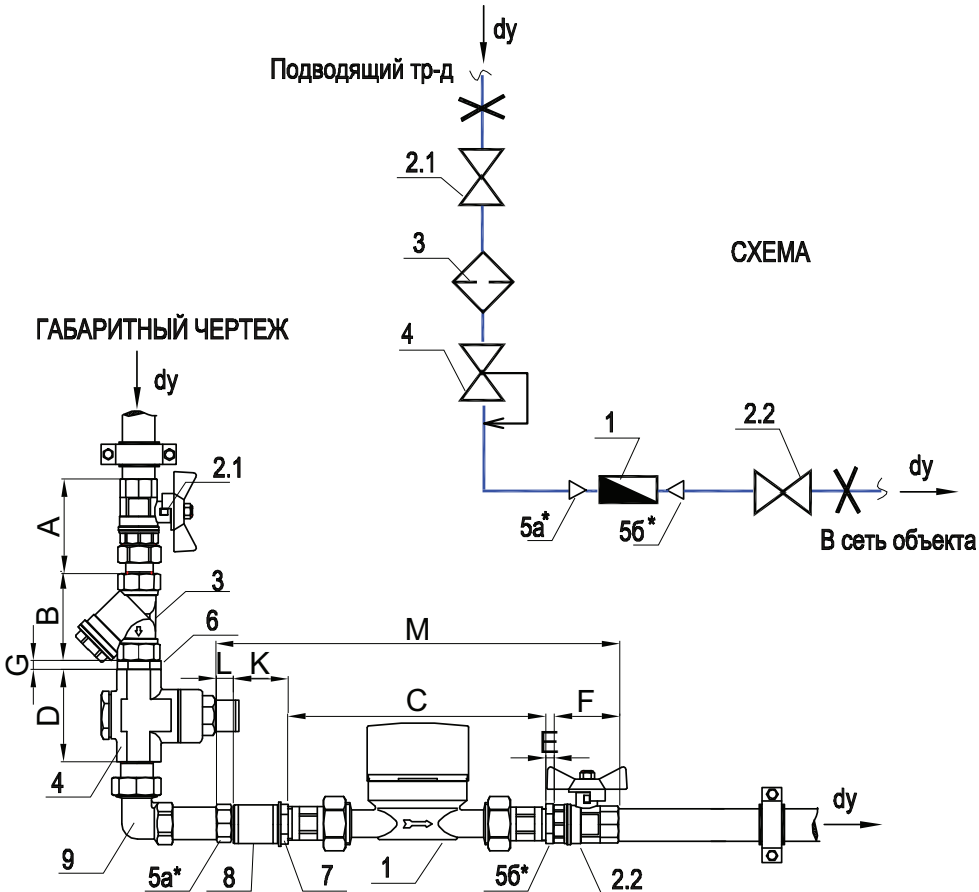 dy
Подводящий тр-д
2.1
3
СХЕМА
4
1
2.2
dy
5а*
5б*
В сеть объекта
ГАБАРИТНЫЙ ЧЕРТЕЖ
dy
2.1
A
3
B
6
M
G
L
K
C
F
D
E
4
dy
9
5а*
8
7
1
5б*
2.2